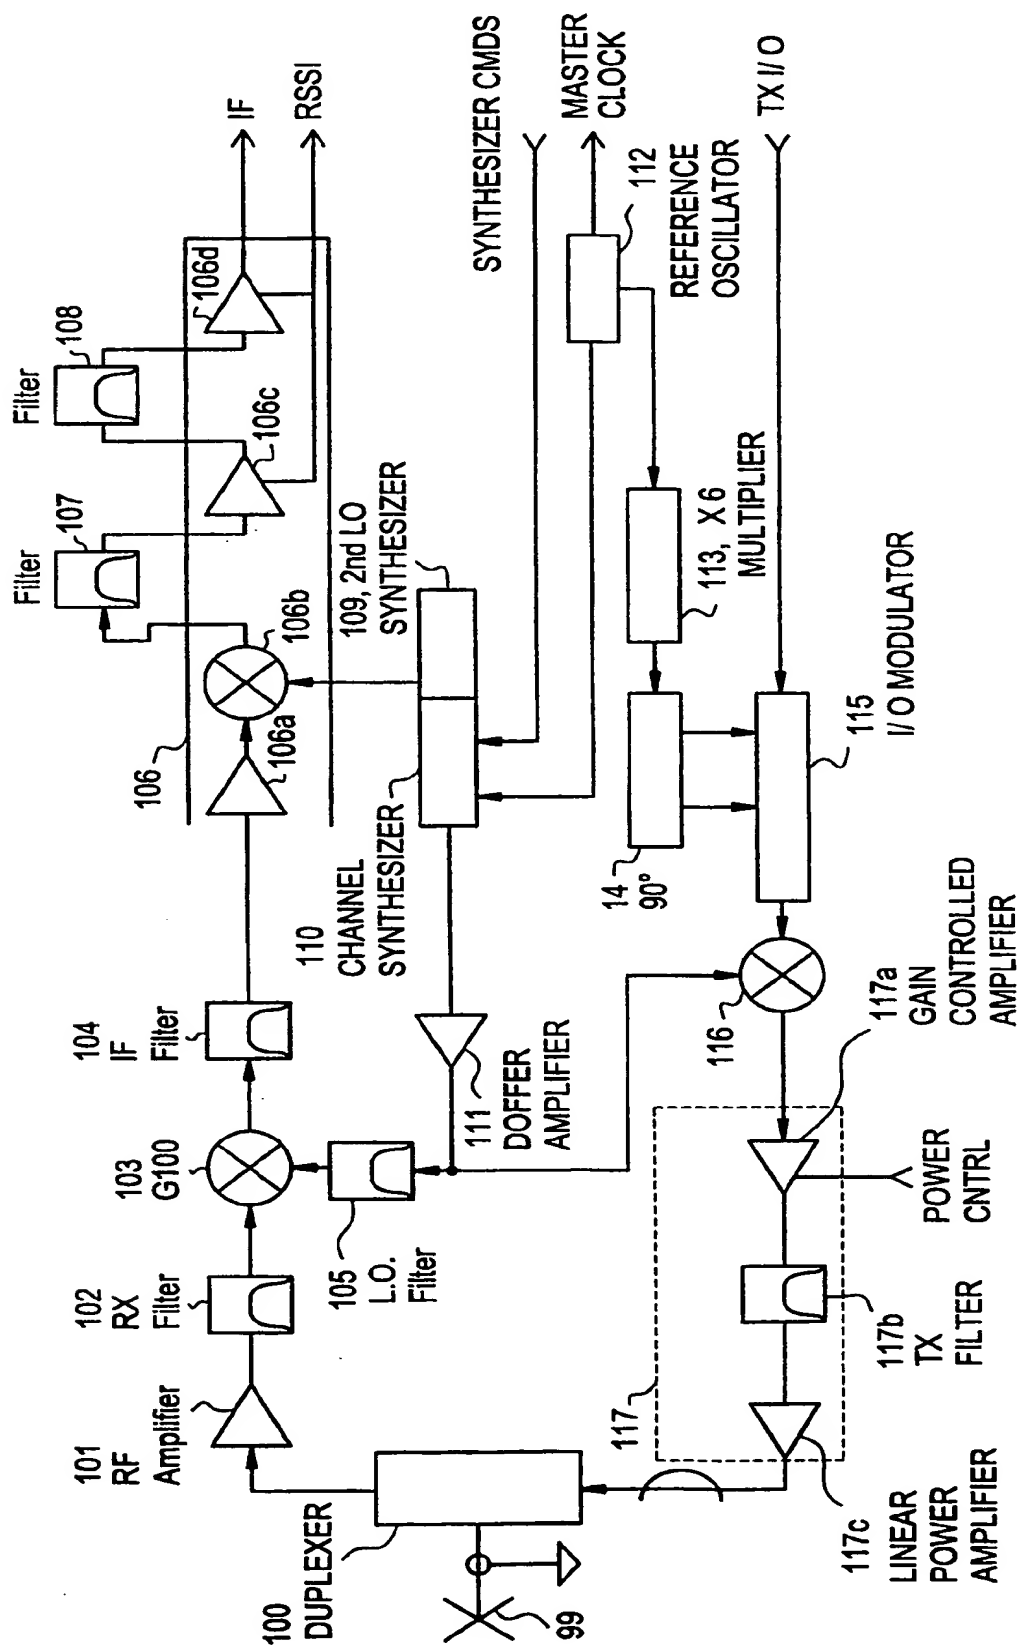 IF
RSSI
SYNTHESIZER CMDS
MASTER
CLOCK
TX I/O
112
REFERENCE
OSCILLATOR
106d
Filter
108
106c
Filter
107
109, 2nd LO
SYNTHESIZER
113, X6
MULTIPLIER
106b
106a
106
115
I/O MODULATOR
110
CHANNEL
SYNTHESIZER
14
90°
104
IF
Filter
111
DOFFER
AMPLIFIER
116
117a
GAIN
CONTROLLED
AMPLIFIER
103
G100
105
L.O.
Filter
POWER
CNTRL
102
RX
Filter
117b
TX
FILTER
101
RF
Amplifier
117
117c
LINEAR
POWER
AMPLIFIER
100
DUPLEXER
99